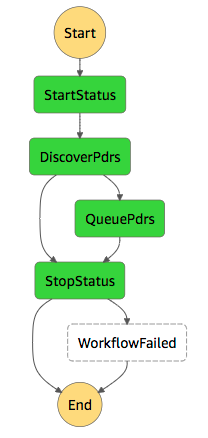 Start
StartStatus
DiscoverPdrs
QueuePdrs
StopStatus
WorkflowFailed
End